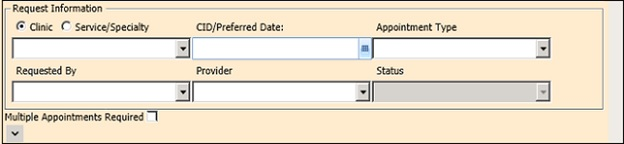 Request Information
Clinic Service/Specialty CID/Preferred Date: Appointment Type
Requested By Provider Status
Multiple Appointments Required